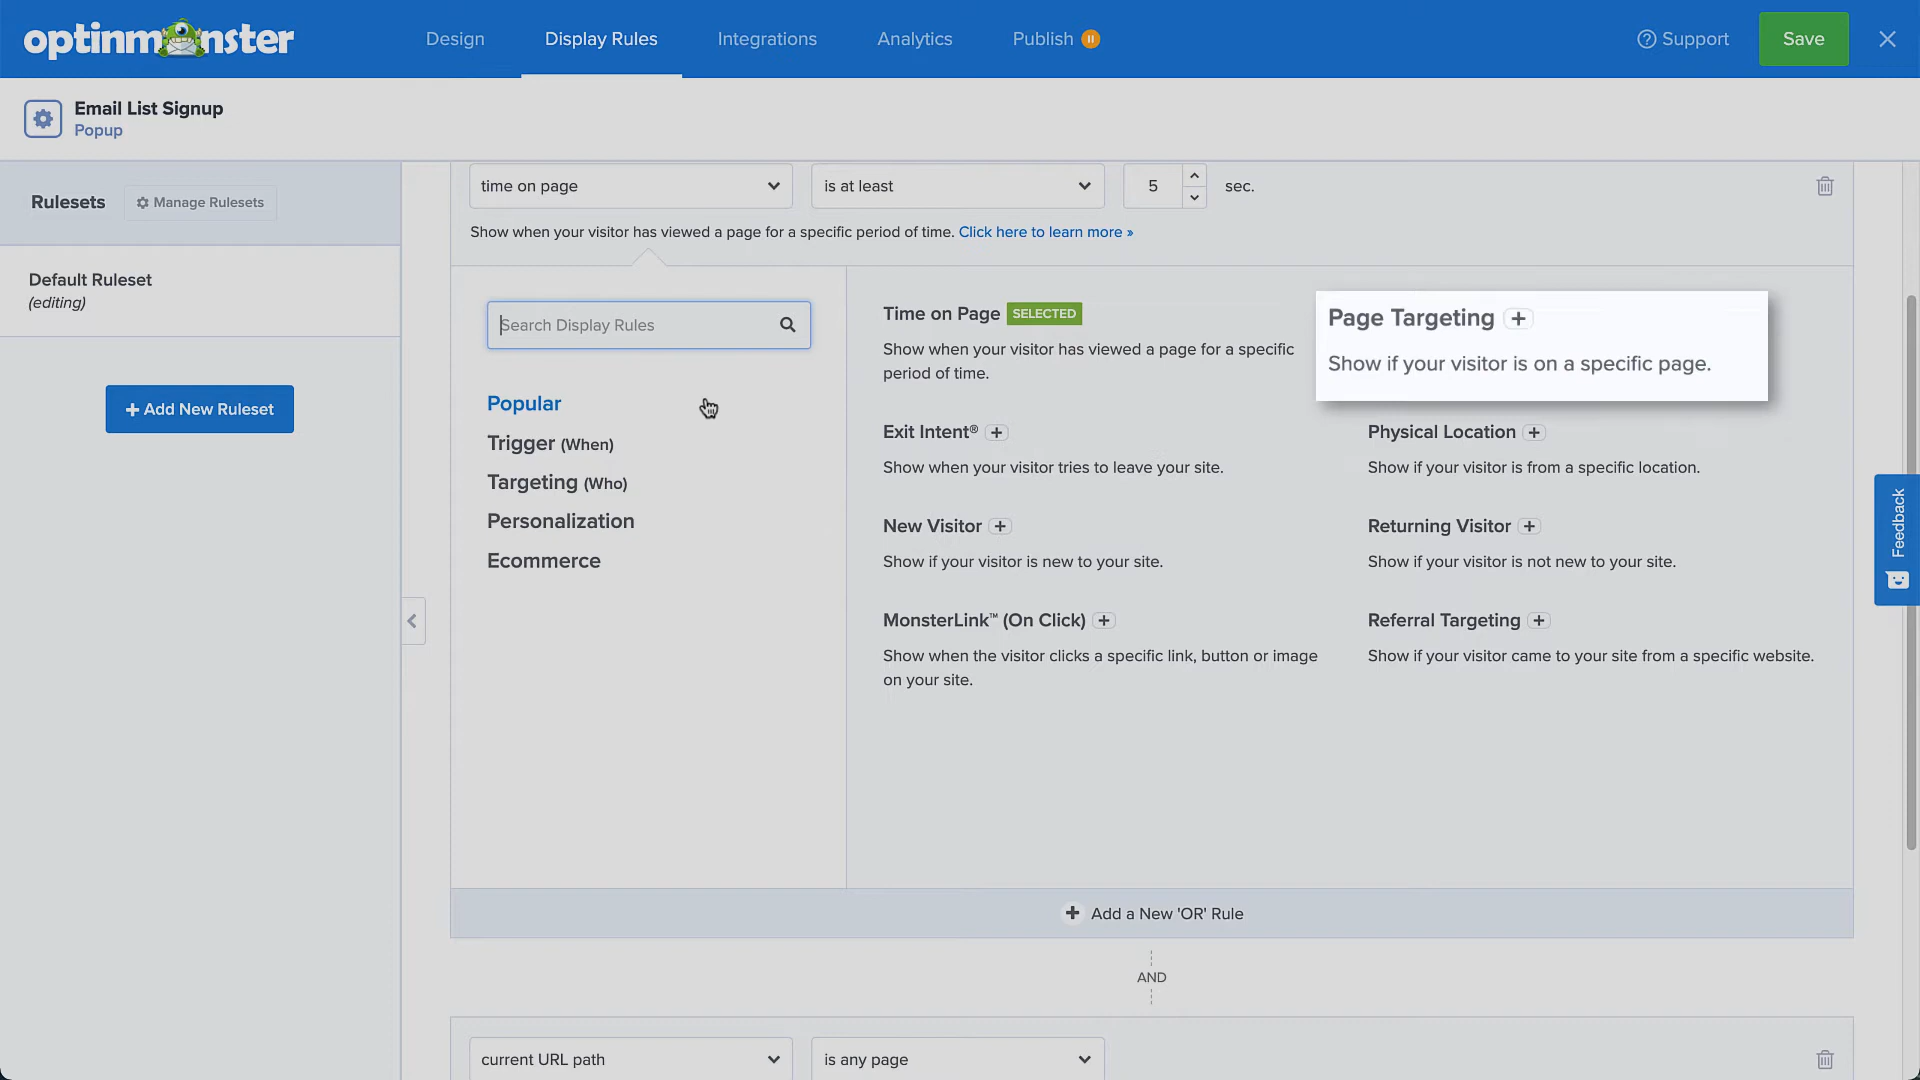 optinmonster
Design
Display Rules
Integrations
Analytics
Publish
Support
Save
Email List Signup
Popup
Rulesets
Manage Rulesets
Default Ruleset
(editing)
+ Add New Ruleset
time on page
is at least
5
sec.
Show when your visitor has viewed a page for a specific period of time. Click here to learn more »
Search Display Rules
Popular
Trigger (When)
Targeting (Who)
Personalization
Ecommerce
Time on Page SELECTED
Show when your visitor has viewed a page for a specific
period of time.
Page Targeting +
Show if your visitor is on a specific page.
Exit Intent® +
Show when your visitor tries to leave your site.
Physical Location +
Show if your visitor is from a specific location.
New Visitor +
Show if your visitor is new to your site.
Returning Visitor +
Show if your visitor is not new to your site.
MonsterLink™ (On Click) +
Show when the visitor clicks a specific link, button or image
on your site.
Referral Targeting +
Show if your visitor came to your site from a specific website.
Feedback
+ Add a New 'OR' Rule
AND
current URL path
is any page